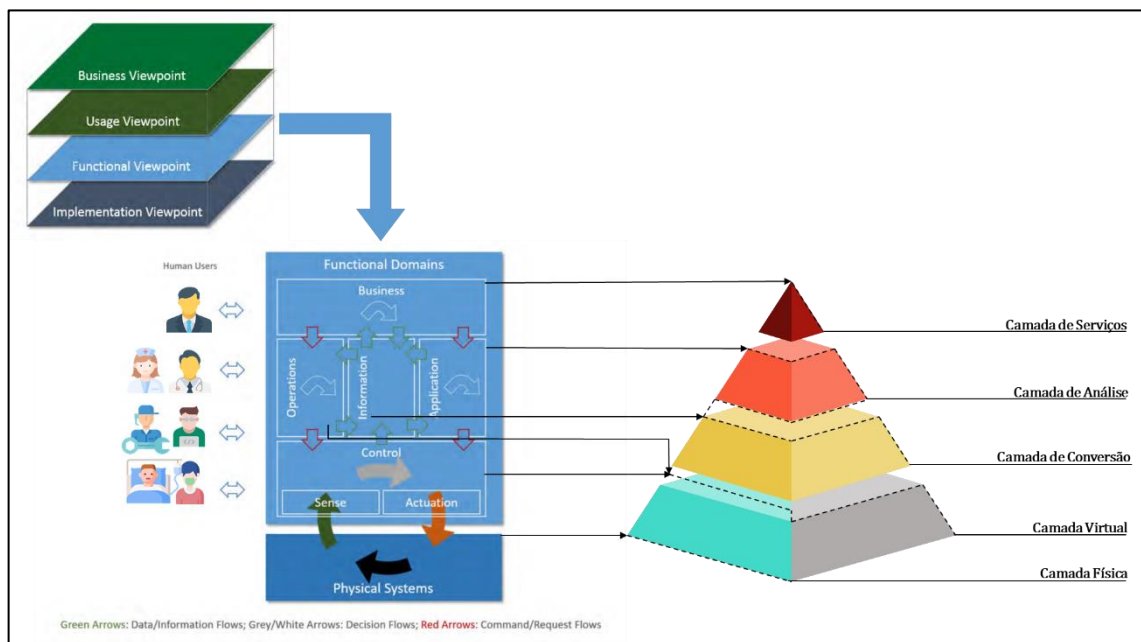 Business Viewpoint
Usage Viewpoint
Functional Viewpoint
Implementation Viewpoint
Human Users
Functional Domains
Business
Operations
Information
Application
Control
Sense
Actuation
Physical Systems
Camada de Serviços
Camada de Análise
Camada de Conversão
Camada Virtual
Camada Física
Green Arrows: Data/Information Flows; Grey/White Arrows: Decision Flows; Red Arrows: Command/Request Flows